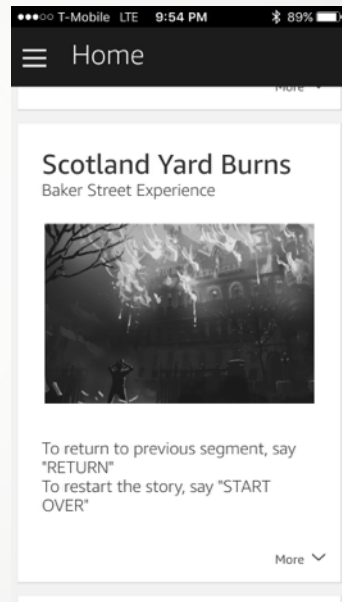 T-Mobile LTE 9:54 PM 89%
Home
More
Scotland Yard Burns
Baker Street Experience
To return to previous segment, say
"RETURN"
To restart the story, say "START
OVER"
More